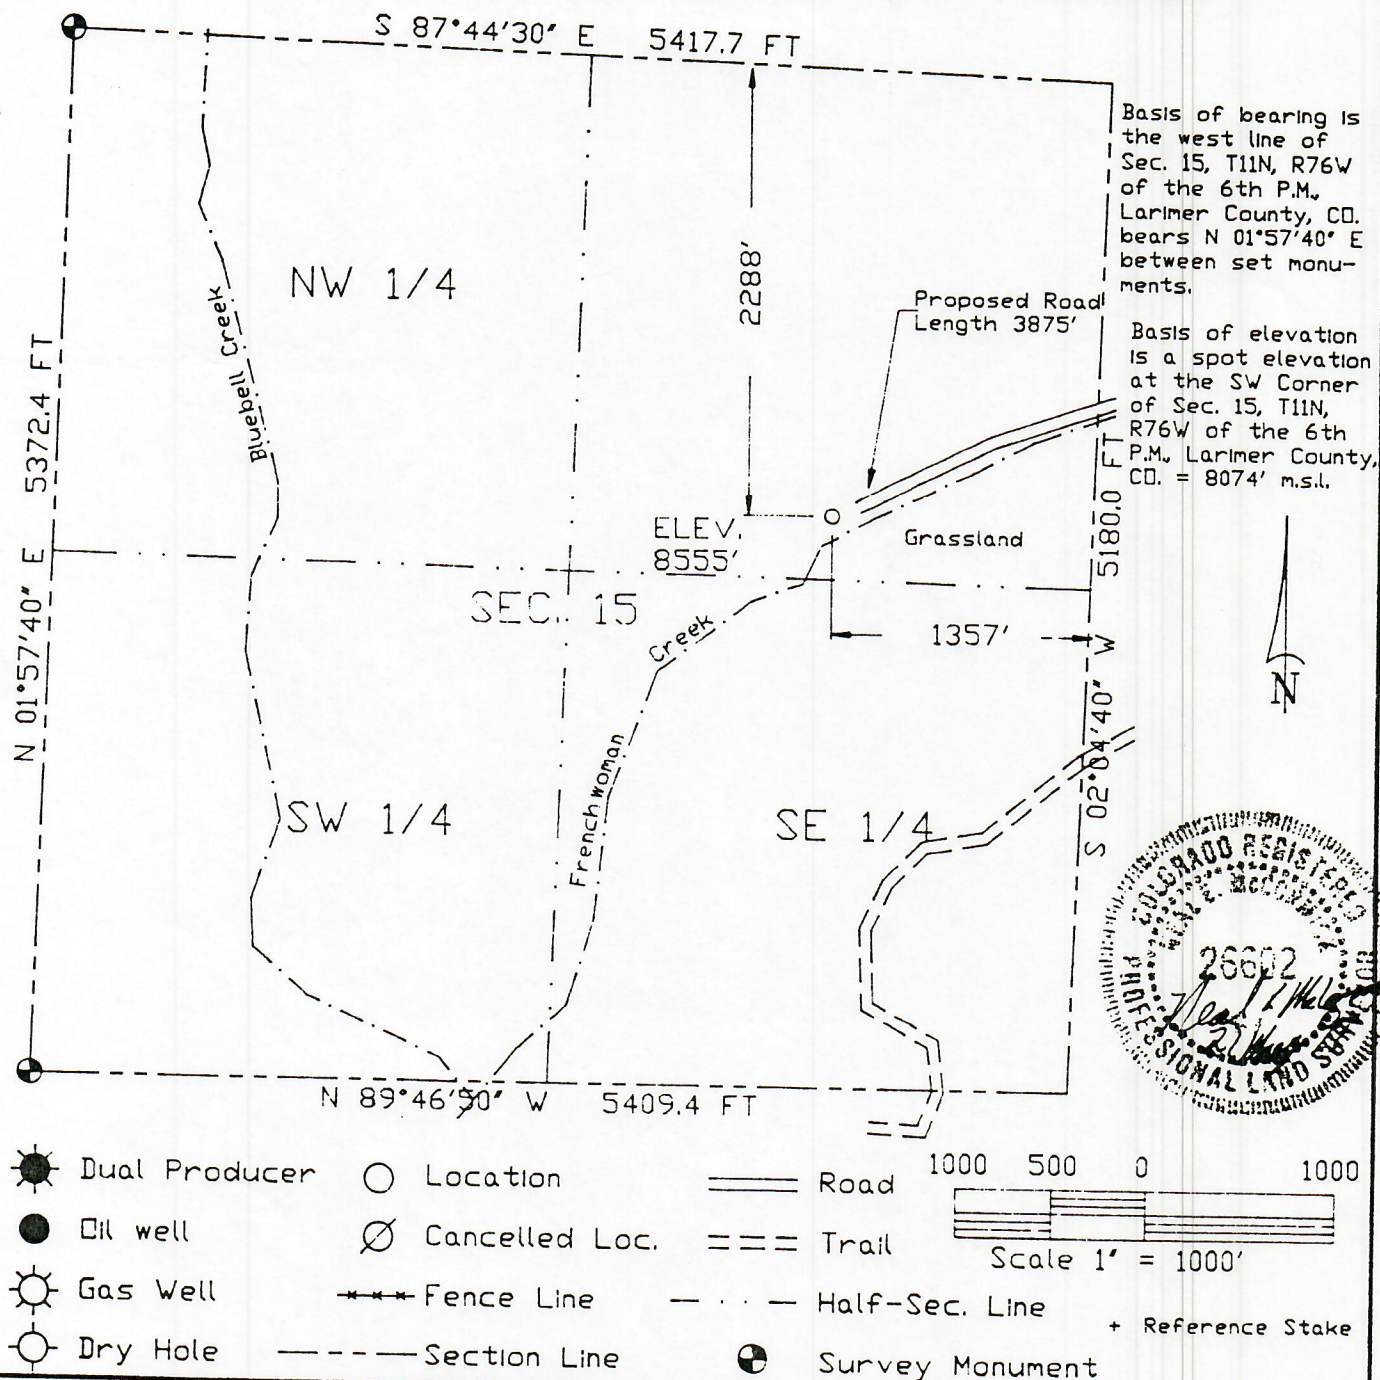 S 87°44'30" E 5417.7 FT
Basis of bearing is
the west line of
Sec. 15, T11N, R76W
of the 6th P.M.,
Larimer County, CO.
bears N 01°57'40" E
between set monu-
ments.
NW 1/4
Bluebell Creek
2288'
Proposed Road
Length 3875'
Basis of elevation
is a spot elevation
at the SW Corner
of Sec. 15, T11N,
R76W of the 6th
P.M., Larimer County,
CO. = 8074' m.s.l.
N 01°57'40" E 5372.4 FT
ELEV.
8555'
Grassland
SEC. 15
1357'
S 02°04'40" W 5180.0 FT
N
Frenchwoman Creek
SW 1/4
SE 1/4
COLORADO REGISTERED
26602
PROFESSIONAL LAND SURVEYOR
N 89°46'50" W 5409.4 FT
Dual Producer
Location
Road
1000 500 0 1000
Oil well
Cancelled Loc.
Trail
Scale 1" = 1000'
Gas Well
Fence Line
Half-Sec. Line
+ Reference Stake
Dry Hole
Section Line
Survey Monument